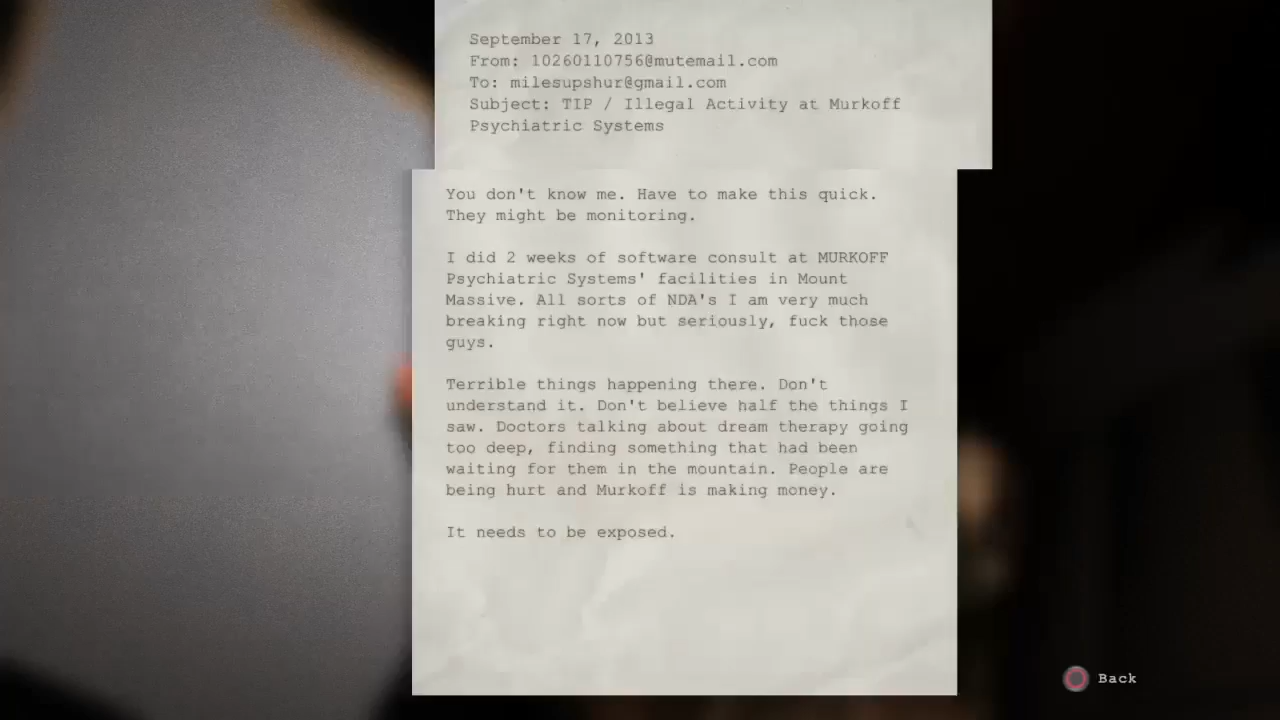 September 17, 2013
From: 10260110756@mutemail.com
To: milesupshur@gmail.com
Subject: TIP / Illegal Activity at Murkoff
Psychiatric Systems
You don't know me. Have to make this quick.
They might be monitoring.
I did 2 weeks of software consult at MURKOFF
Psychiatric Systems' facilities in Mount
Massive. All sorts of NDA's I am very much
breaking right now but seriously, fuck those
guys.
Terrible things happening there. Don't
understand it. Don't believe half the things I
saw. Doctors talking about dream therapy going
too deep, finding something that had been
waiting for them in the mountain. People are
being hurt and Murkoff is making money.
It needs to be exposed.
Back